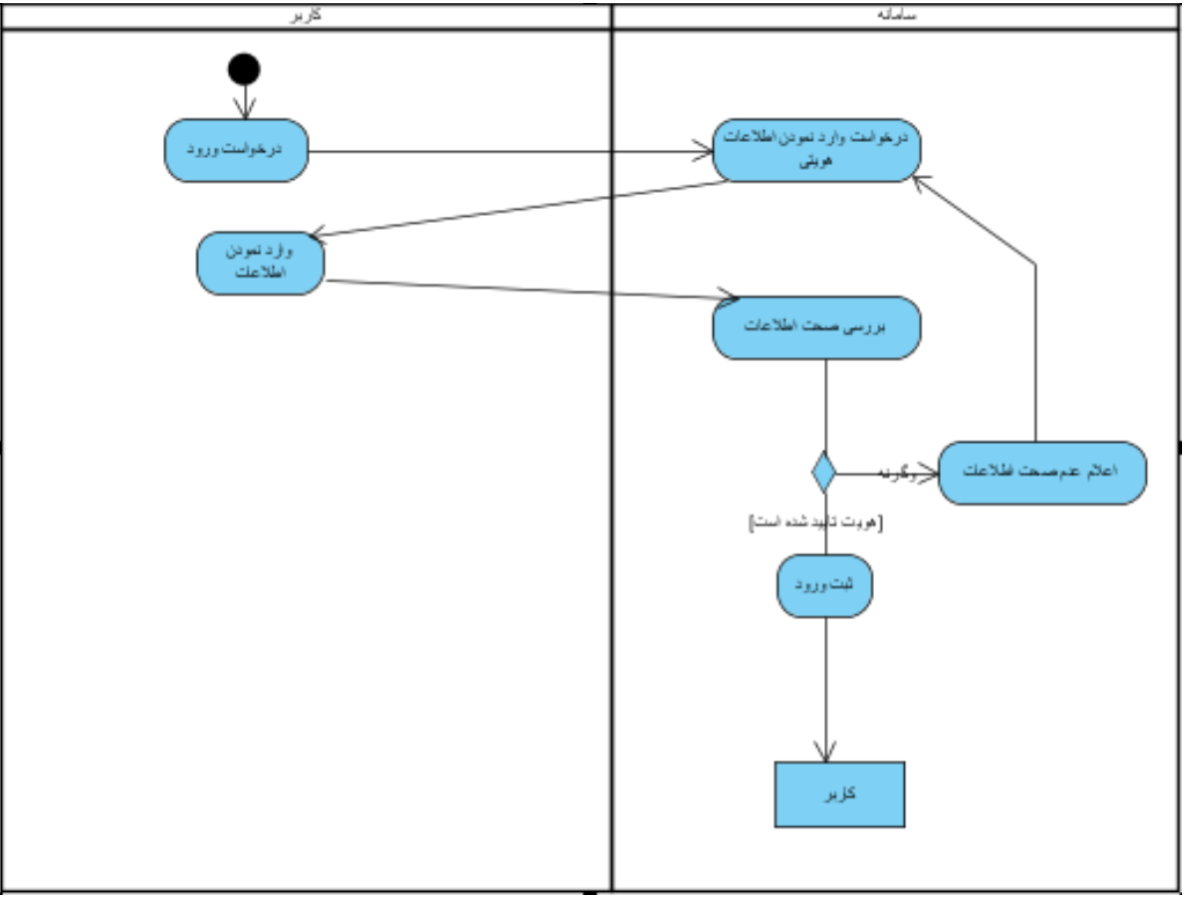 کاربر
سامانه
درخواست ورود
درخواست وارد نمودن اطلاعات
هویتی
وارد نمودن
اطلاعات
بررسی صحت اطلاعات
وگرنه
اعلام عدم‌صحت اطلاعات
[هویت تایید شده است]
ثبت ورود
کاربر